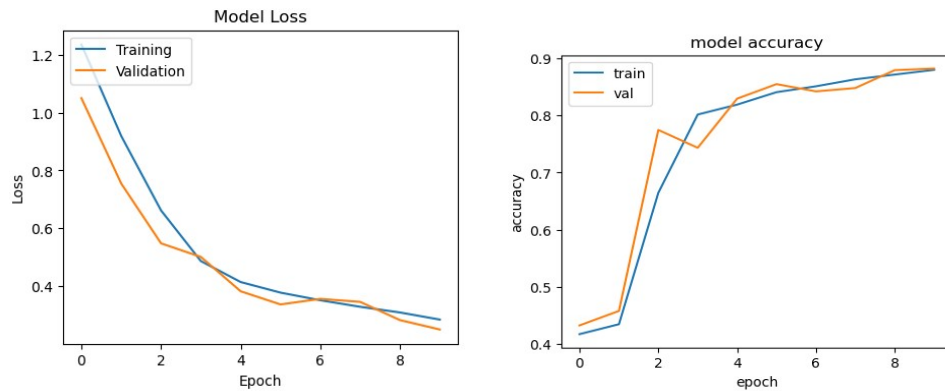 Model Loss
Training
Validation
1.2
1.0
0.8
0.6
0.4
Loss
0 2 4 6 8
Epoch
model accuracy
train
val
0.9
0.8
0.7
0.6
0.5
0.4
accuracy
0 2 4 6 8
epoch